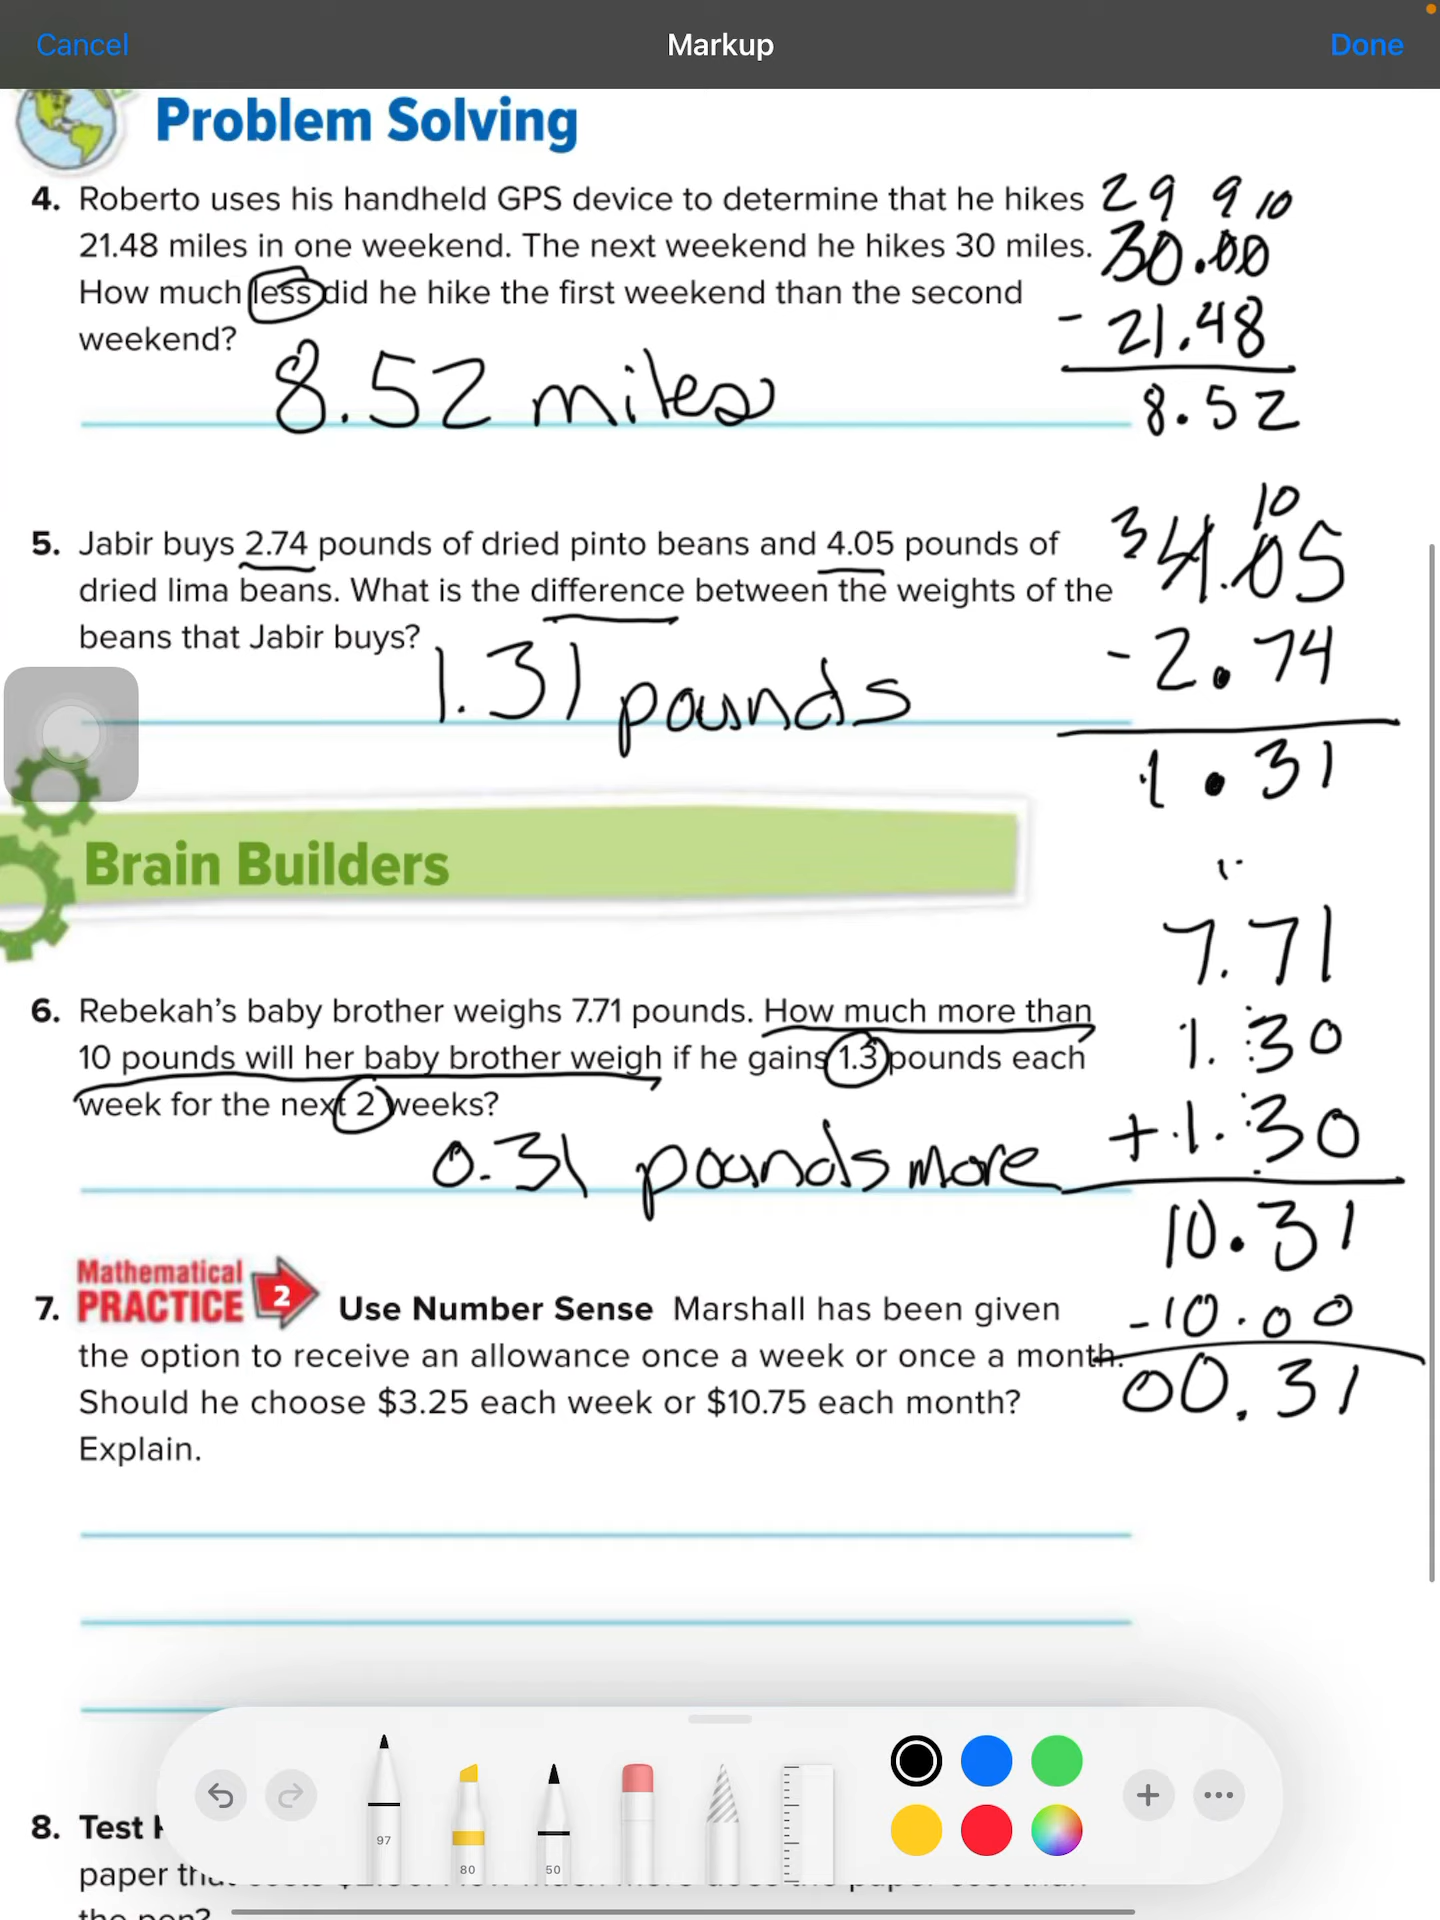 Cancel
Markup
Done
Problem Solving
4. Roberto uses his handheld GPS device to determine that he hikes
21.48 miles in one weekend. The next weekend he hikes 30 miles.
How much less did he hike the first weekend than the second
weekend?
8.52 miles
29 9 10
30.00
- 21.48
8.52
5. Jabir buys 2.74 pounds of dried pinto beans and 4.05 pounds of
dried lima beans. What is the difference between the weights of the
beans that Jabir buys?
1.31 pounds
3 10
4.05
- 2.74
1.31
Brain Builders
6. Rebekah's baby brother weighs 7.71 pounds. How much more than
10 pounds will her baby brother weigh if he gains 1.3 pounds each
week for the next 2 weeks?
0.31 pounds more
7.71
1.30
+1.30
10.31
-10.00
00.31
7. Mathematical
PRACTICE 2 Use Number Sense Marshall has been given
the option to receive an allowance once a week or once a month.
Should he choose $3.25 each week or $10.75 each month?
Explain.
97
80
50
8. Test
paper